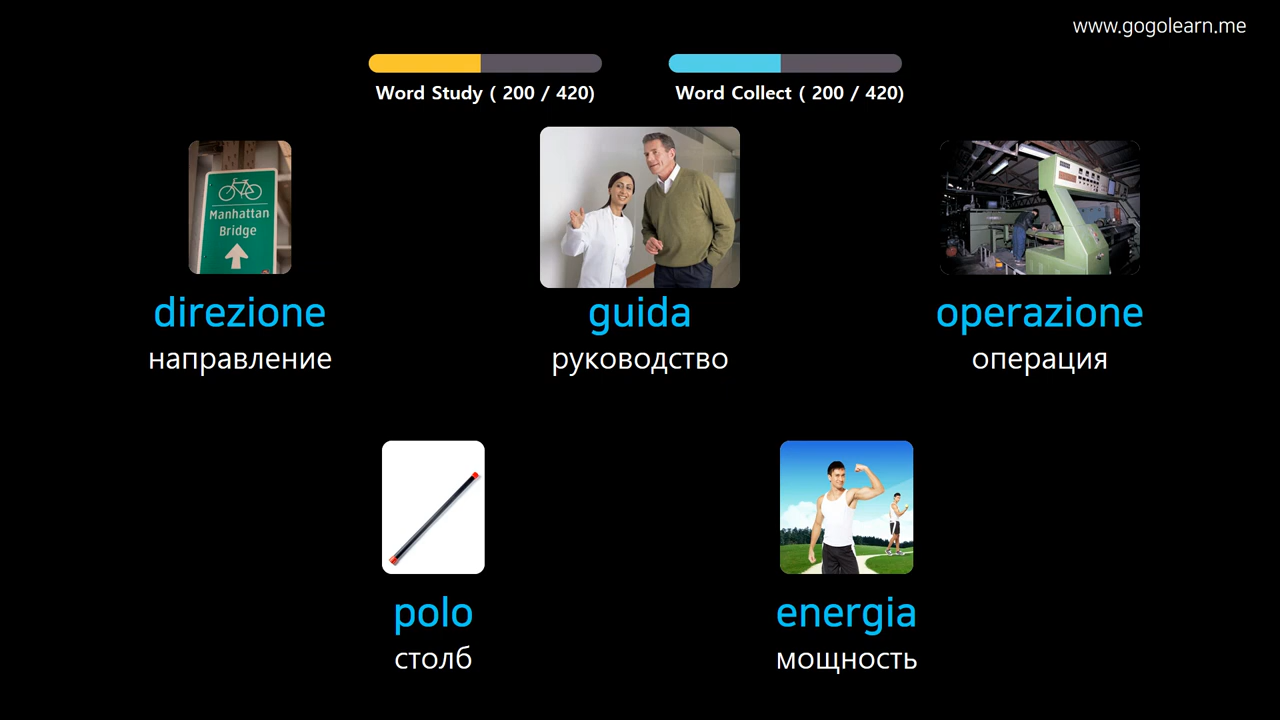 www.gogolearn.me
Word Study ( 200 / 420)
Word Collect ( 200 / 420)
Manhattan
Bridge
direzione
направление
guida
руководство
operazione
операция
polo
столб
energia
мощность